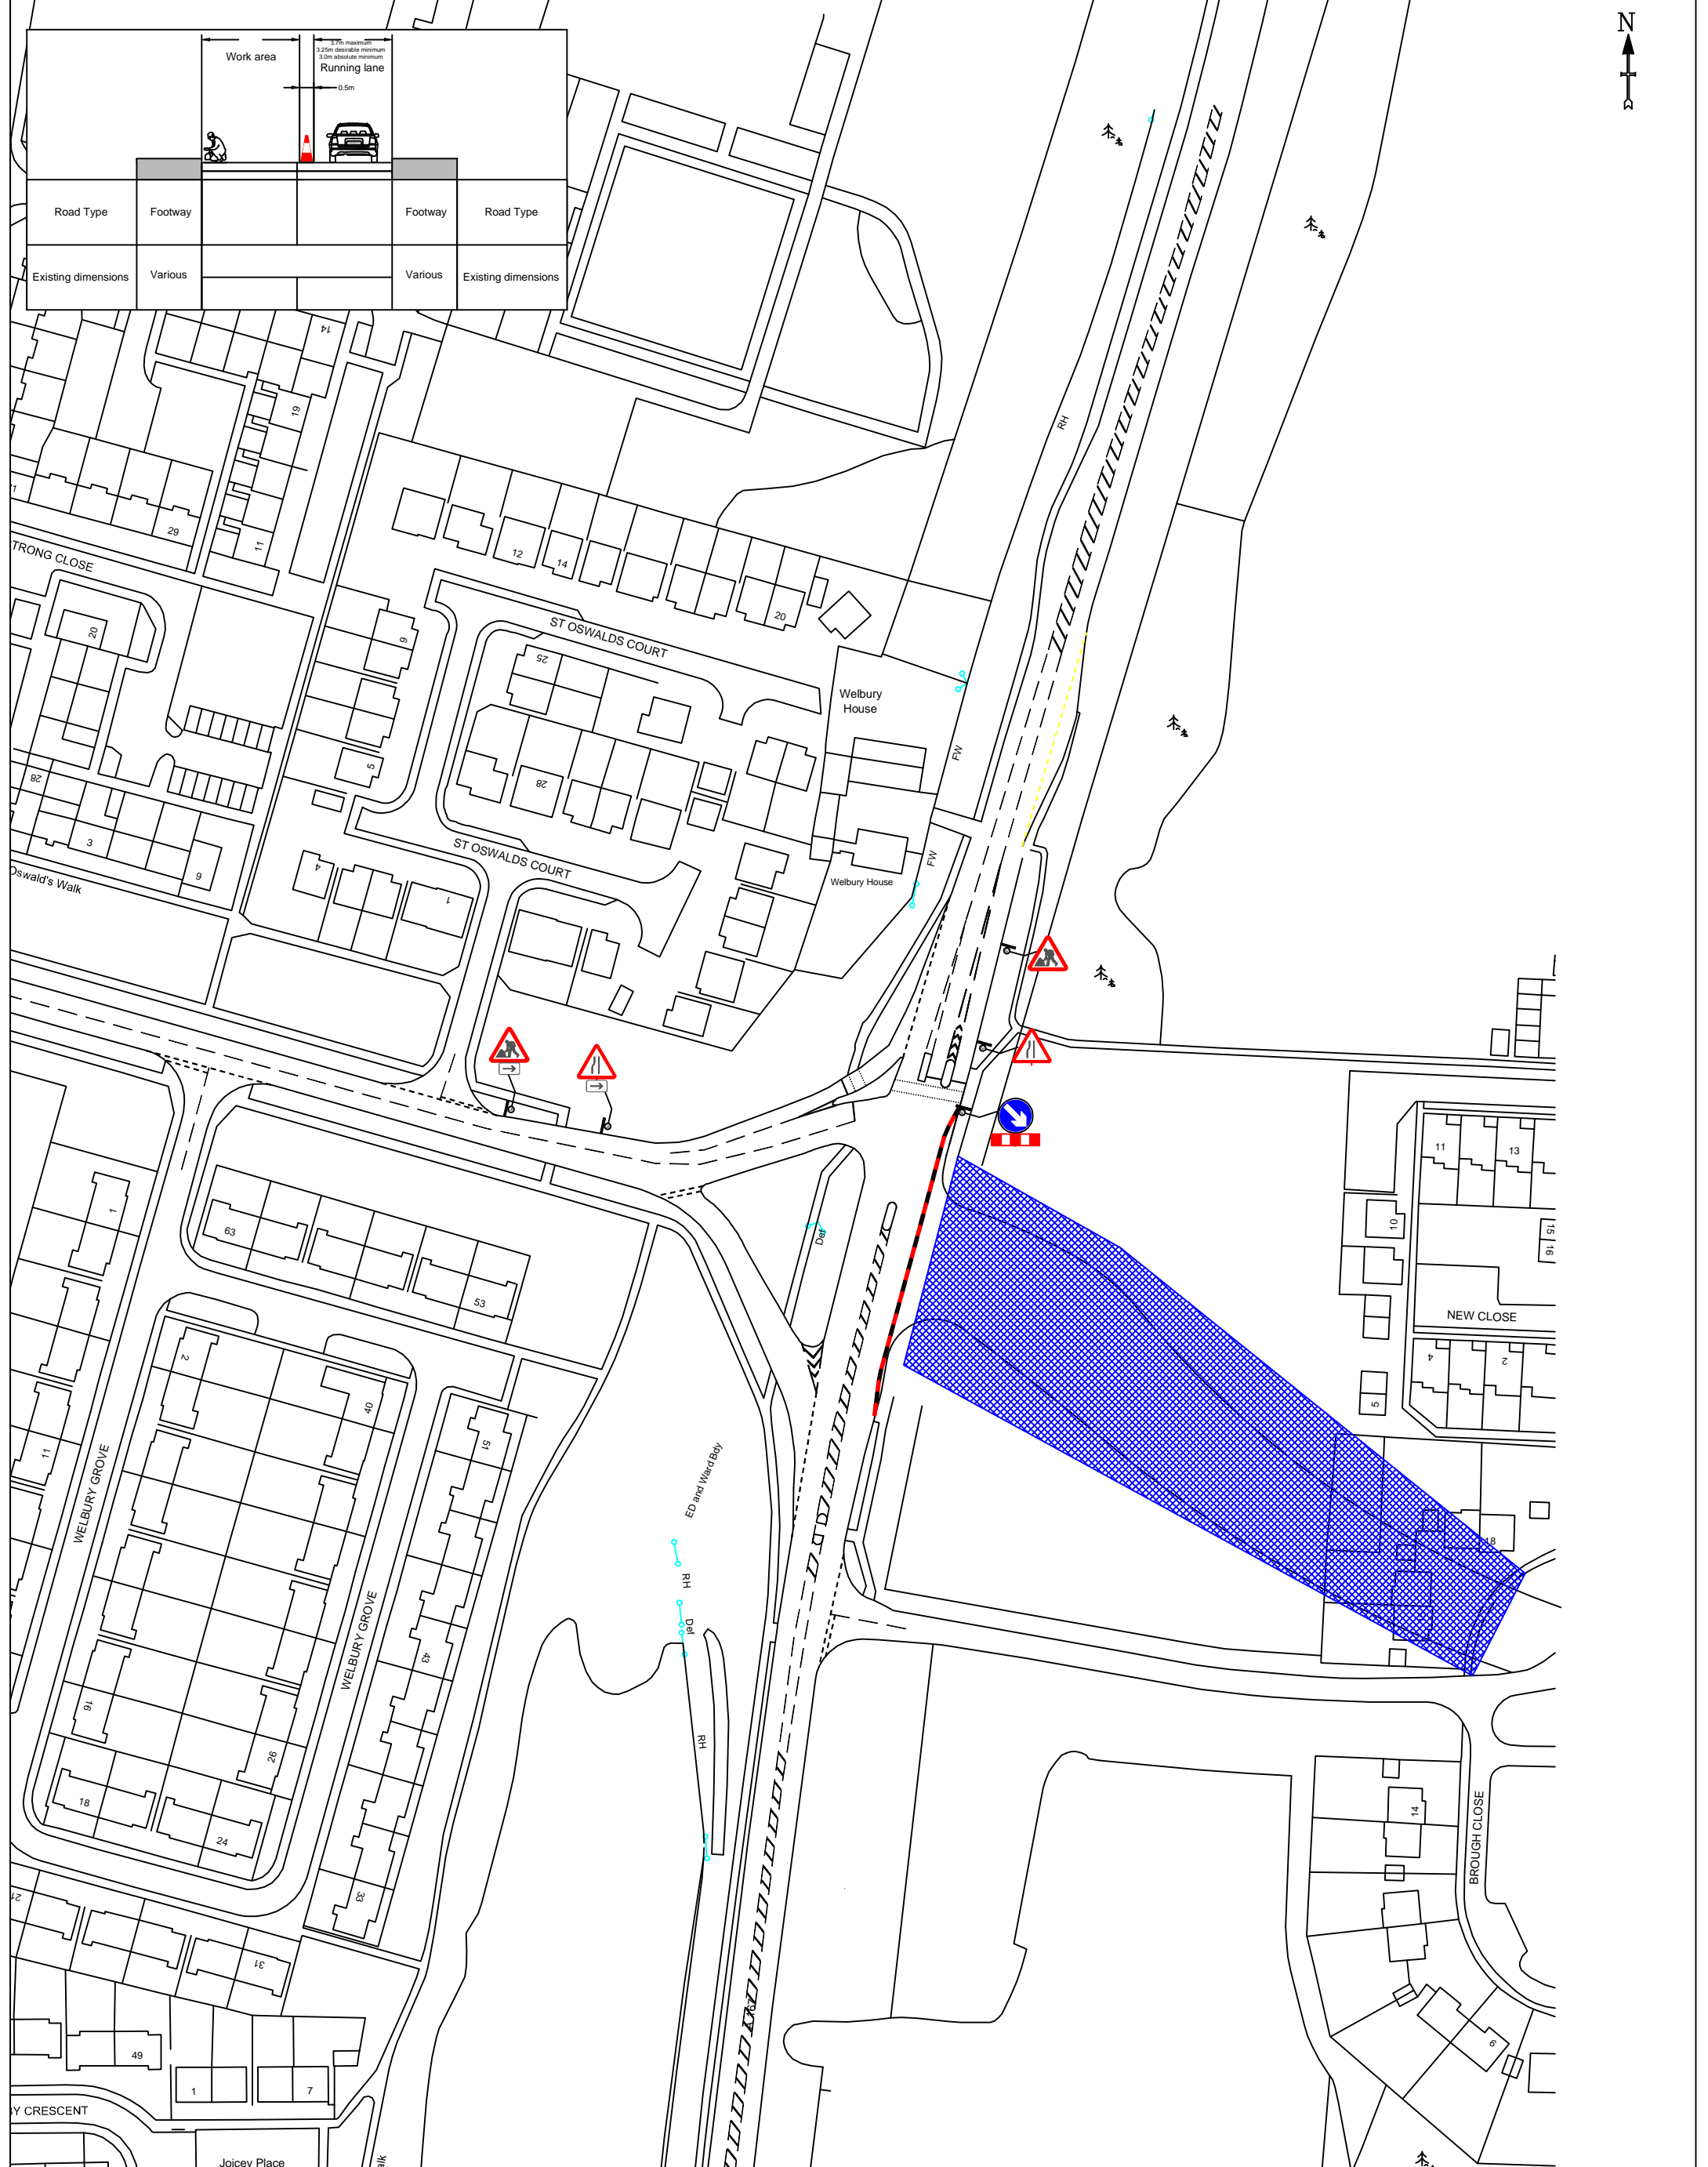 N
Work area
3.7m maximum
3.25m desirable minimum
3.0m absolute minimum
Running lane
0.5m
Road Type
Footway
Footway
Road Type
Existing dimensions
Various
Various
Existing dimensions
14
19
11
29
TRONG CLOSE
20
9
12
14
20
ST OSWALDS COURT
25
28
5
28
3
9
Oswald's Walk
4
1
ST OSWALDS COURT
Welbury
House
Welbury House
FW
FW
RH
1
63
53
2
40
51
11
WELBURY GROVE
WELBURY GROVE
43
16
26
18
24
33
21
31
49
1
7
BY CRESCENT
Joicey Place
alk
Def
ED and Ward Bdy
RH
Def
RH
A167
11
13
10
15
16
NEW CLOSE
4
2
5
18
14
BROUGH CLOSE
6